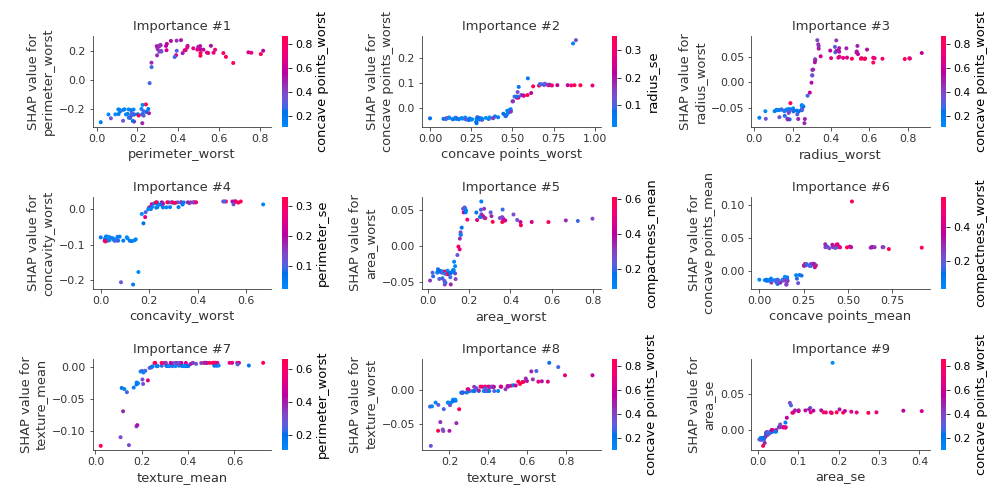 Importance #1
SHAP value for
perimeter_worst
0.2
0.0
−0.2
0.0
0.2
0.4
0.6
0.8
perimeter_worst
0.8
0.6
0.4
0.2
concave points_worst
Importance #2
SHAP value for
concave points_worst
0.2
0.0
0.00
0.25
0.50
0.75
1.00
concave points_worst
0.3
0.2
0.1
radius_se
Importance #3
SHAP value for
radius_worst
0.05
0.00
−0.05
0.0
0.2
0.4
0.6
0.8
radius_worst
0.8
0.6
0.4
0.2
concave points_worst
Importance #4
SHAP value for
concavity_worst
0.0
−0.1
−0.2
0.0
0.2
0.4
0.6
concavity_worst
0.3
0.2
0.1
perimeter_se
Importance #5
SHAP value for
area_worst
0.05
0.00
−0.05
0.0
0.2
0.4
0.6
0.8
area_worst
0.6
0.4
0.2
compactness_mean
Importance #6
SHAP value for
concave points_mean
0.10
0.05
0.00
0.00
0.25
0.50
0.75
concave points_mean
0.4
0.2
compactness_worst
Importance #7
SHAP value for
texture_mean
0.00
−0.05
−0.10
0.0
0.2
0.4
0.6
texture_mean
0.6
0.4
0.2
perimeter_worst
Importance #8
SHAP value for
texture_worst
0.00
−0.05
0.2
0.4
0.6
0.8
texture_worst
0.8
0.6
0.4
0.2
concave points_worst
Importance #9
SHAP value for
area_se
0.05
0.00
0.0
0.1
0.2
0.3
0.4
area_se
0.8
0.6
0.4
0.2
concave points_worst